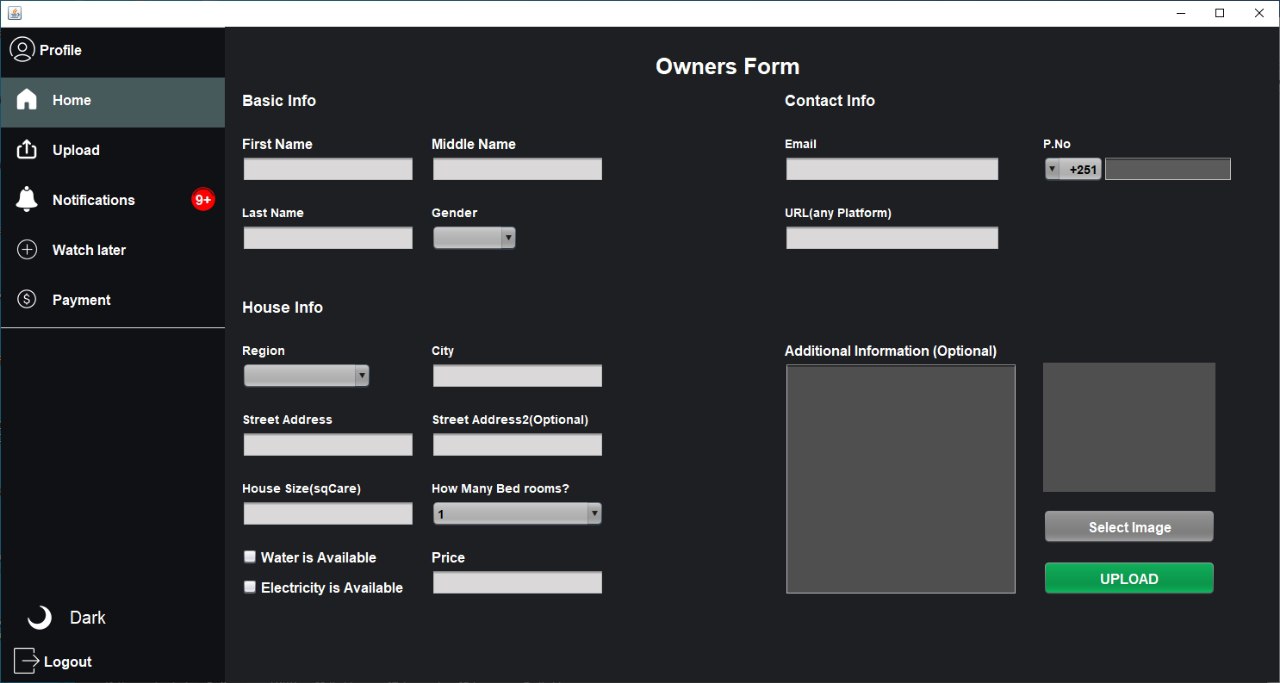 Profile
Home
Upload
Notifications 9+
Watch later
Payment
Dark
Logout
Owners Form
Basic Info
First Name Middle Name
Last Name Gender
Contact Info
Email P.No
+251
URL(any Platform)
House Info
Region City
Street Address Street Address2(Optional)
House Size(sqCare) How Many Bed rooms?
1
Water is Available Price
Electricity is Available
Additional Information (Optional)
Select Image
UPLOAD